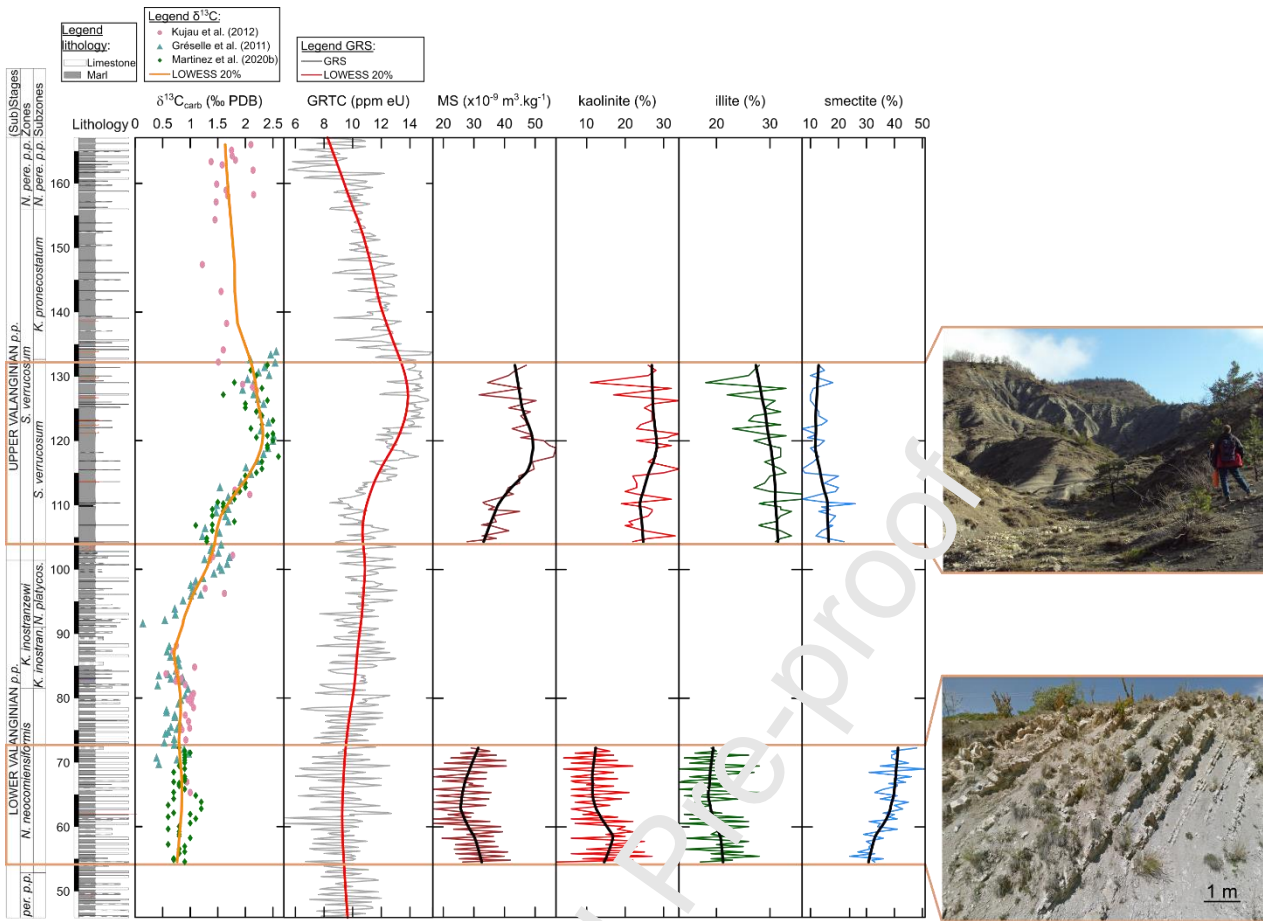 Legend lithology:
Limestone
Marl
Legend δ¹³C:
Kujau et al. (2012)
Gréselle et al. (2011)
Martinez et al. (2020b)
LOWESS 20%
Legend GRS:
GRS
LOWESS 20%
(Sub)Stages
Zones
Subzones
Lithology
δ¹³Ccarb (‰ PDB)
GRTC (ppm eU)
MS (x10⁻⁹ m³.kg⁻¹)
kaolinite (%)
illite (%)
smectite (%)
0 0.5 1 1.5 2 2.5
6 8 10 12 14
20 30 40 50
10 20 30
20 30
10 20 30 40 50
UPPER VALANGINIAN p.p.
LOWER VALANGINIAN p.p.
N. pere. p.p.
S. verrucosum
K. inostranzewi
N. neocomiensiformis
per. p.p.
N. pere. p.p.
K. pronecostatum
S. verrucosum
N. platycos.
K. inostran.
160
150
140
130
120
110
100
90
80
70
60
50
Pre-proof
1 m